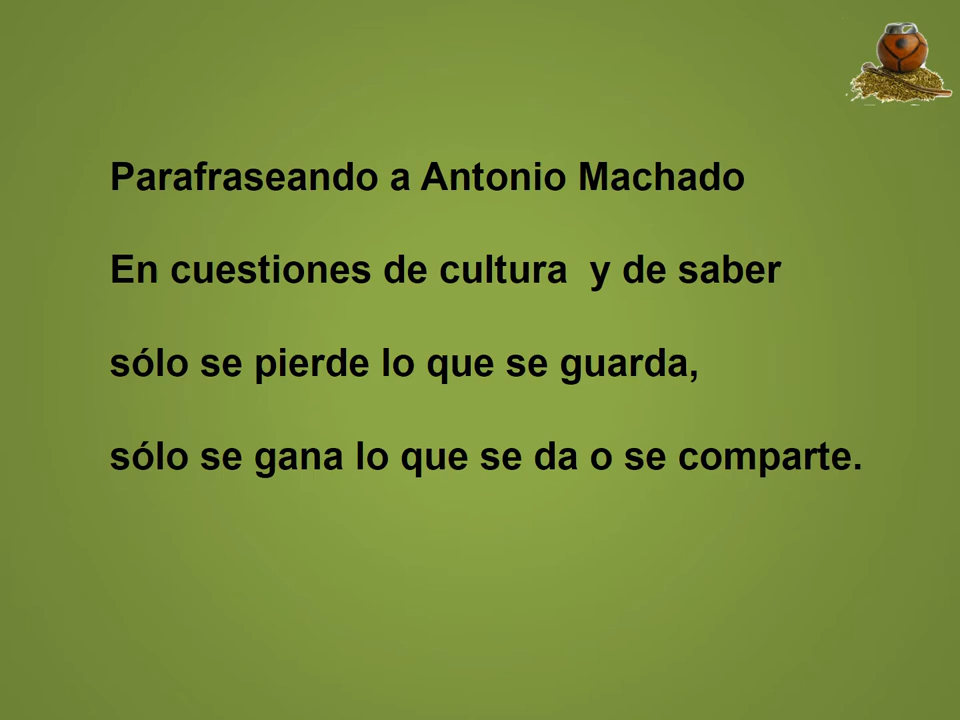 Parafraseando a Antonio Machado
En cuestiones de cultura y de saber
sólo se pierde lo que se guarda,
sólo se gana lo que se da o se comparte.